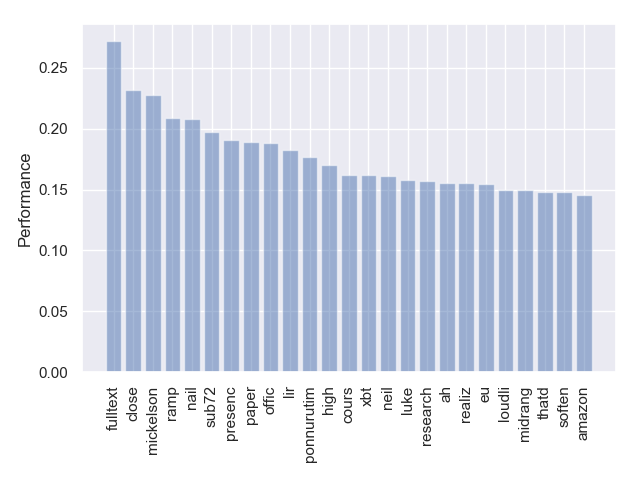 0.25
0.20
0.15
0.10
0.05
0.00
Performance
fulltext
close
mickelson
ramp
nail
sub72
presenc
paper
offic
lir
ponnurutim
high
cours
xbt
neil
luke
research
ah
realiz
eu
loudli
midrang
thatd
soften
amazon